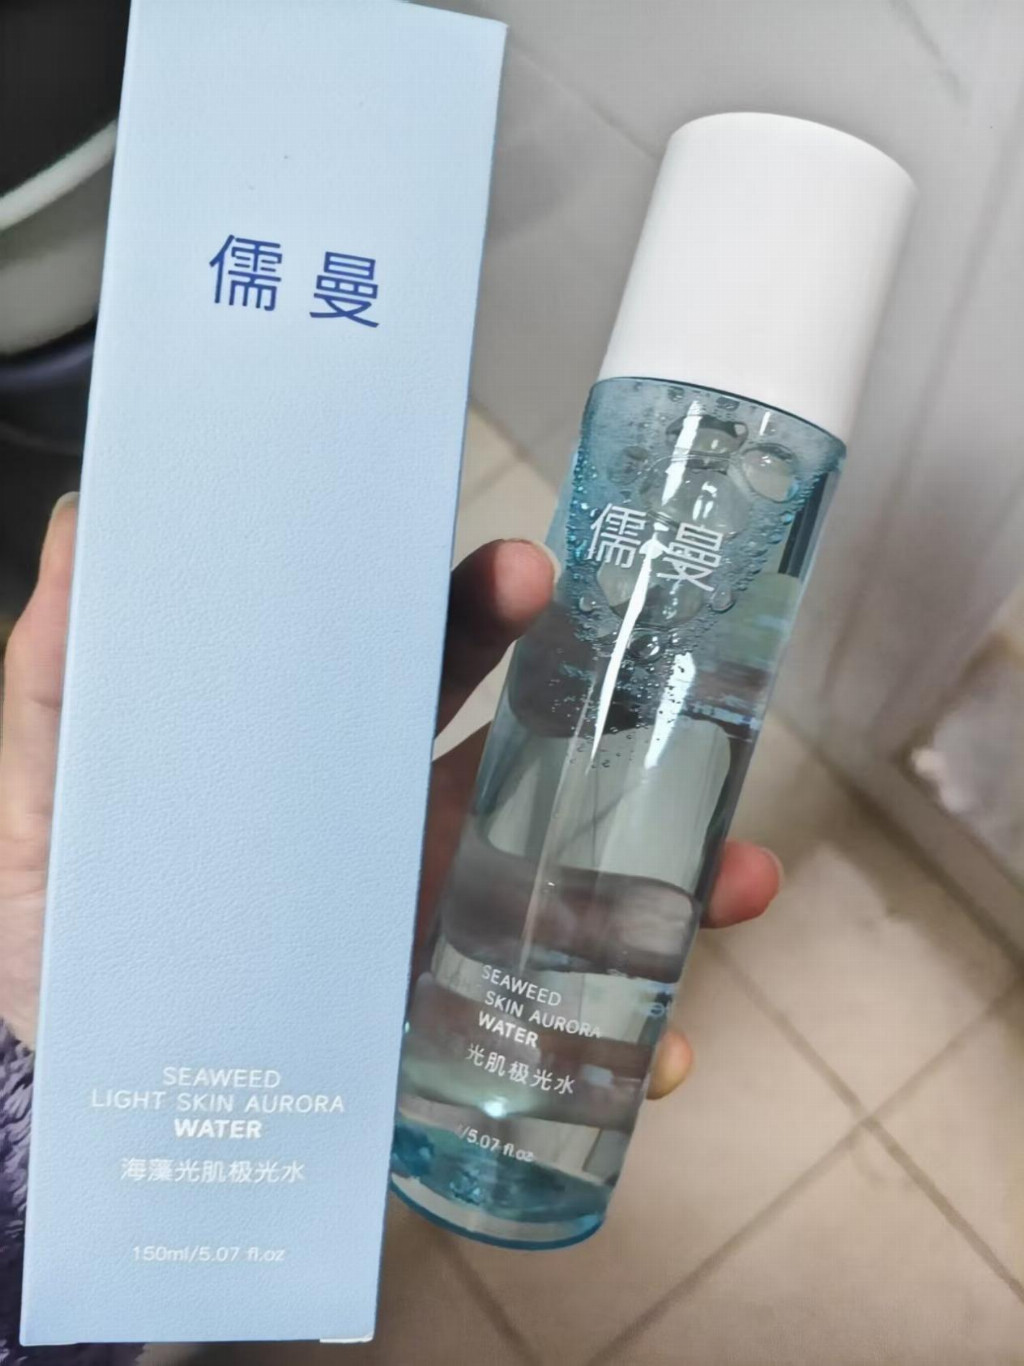 儒曼
SEAWEED
LIGHT SKIN AURORA
WATER
海藻光肌极光水
150ml/5.07 fl.oz
儒曼
SEAWEED
SKIN AURORA
WATER
光肌极光水
/5.07 fl.oz